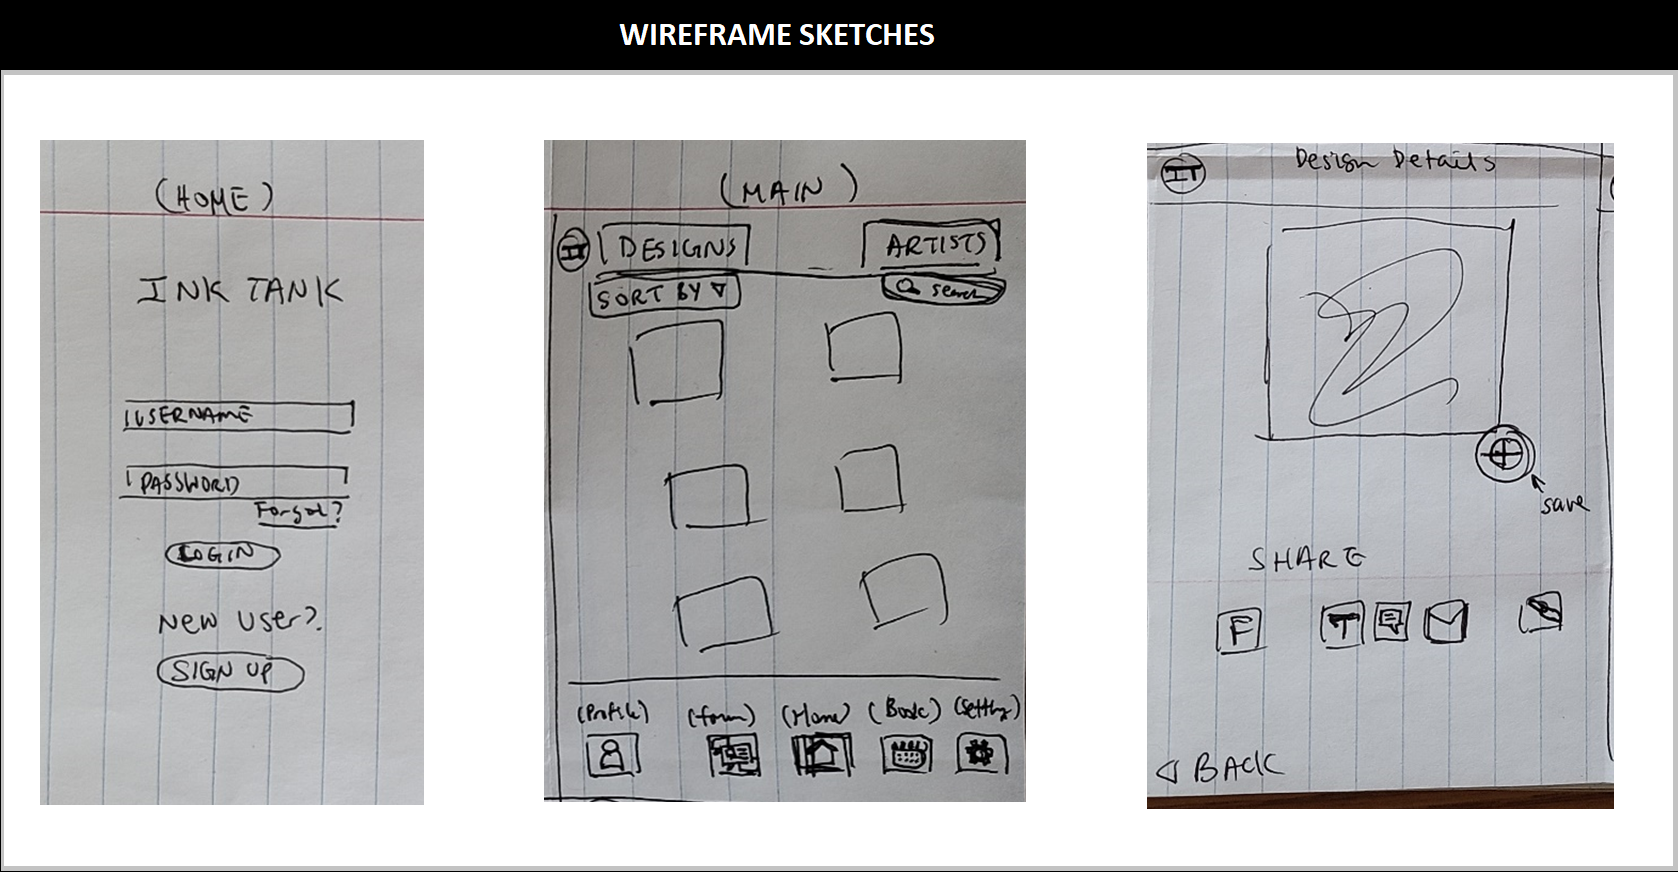 WIREFRAME SKETCHES
(HOME)
INK TANK
USERNAME
PASSWORD
Forgot?
LOGIN
New User?
SIGN UP
(MAIN)
IT DESIGNS ARTISTS
SORT BY search
(Profile) (forum) (Home) (Book) (Setting)
IT Design Details
save
SHARE
F T
BACK